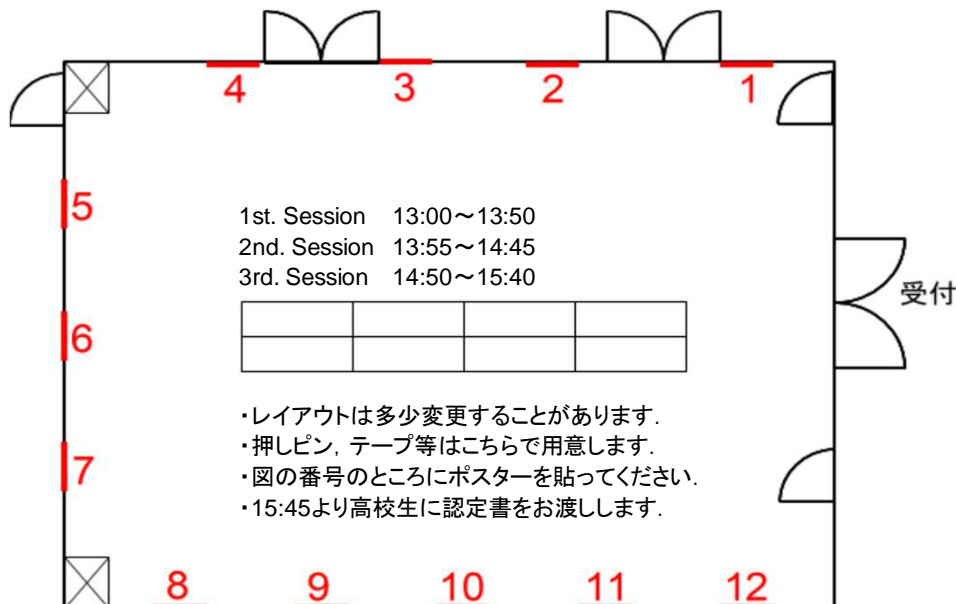 4 3 2 1
5
1st. Session 13:00～13:50
2nd. Session 13:55～14:45
3rd. Session 14:50～15:40
受付
6
・レイアウトは多少変更することがあります.
・押しピン, テープ等はこちらで用意します.
・図の番号のところにポスターを貼ってください.
7
・15:45より高校生に認定書をお渡しします.
8 9 10 11 12